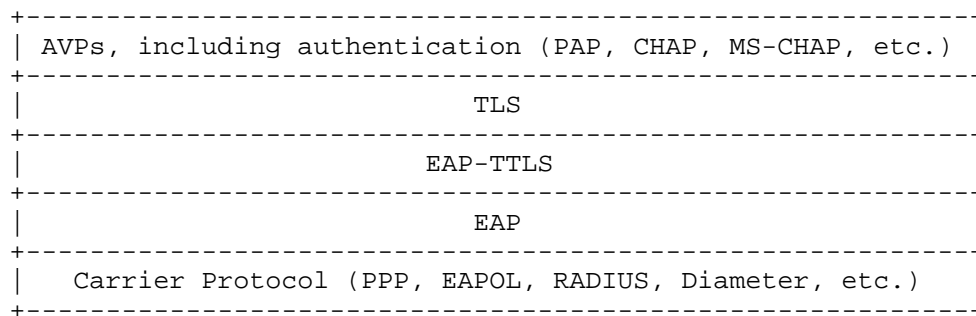 +-----------------------------------------------------------
| AVPs, including authentication (PAP, CHAP, MS-CHAP, etc.)
+-----------------------------------------------------------
|                            TLS
+-----------------------------------------------------------
|                         EAP-TTLS
+-----------------------------------------------------------
|                            EAP
+-----------------------------------------------------------
|   Carrier Protocol (PPP, EAPOL, RADIUS, Diameter, etc.)
+-----------------------------------------------------------